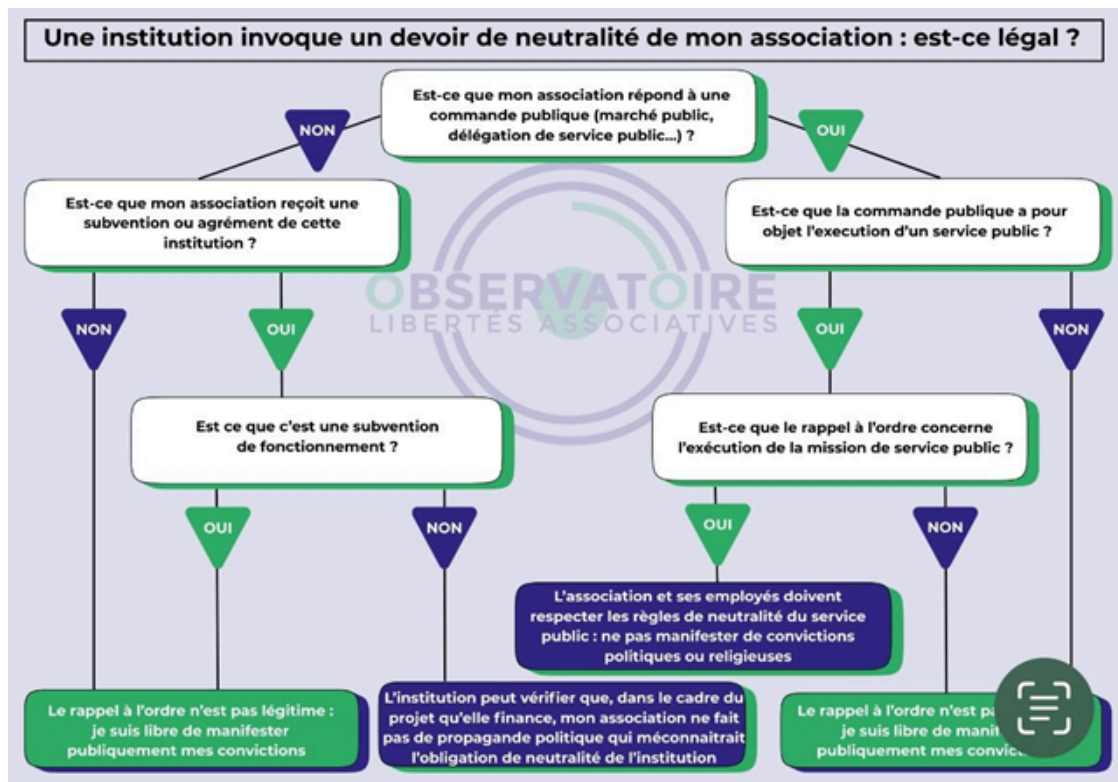 Une institution invoque un devoir de neutralité de mon association : est-ce légal ?
Est-ce que mon association répond à une
commande publique (marché public,
délégation de service public...) ?
NON
OUI
Est-ce que mon association reçoit une
subvention ou agrément de cette
institution ?
Est-ce que la commande publique a pour
objet l'execution d'un service public ?
OBSERVATOIRE
LIBERTÉS ASSOCIATIVES
NON
OUI
OUI
NON
Est ce que c'est une subvention
de fonctionnement ?
Est-ce que le rappel à l'ordre concerne
l'exécution de la mission de service public ?
OUI
NON
OUI
NON
L'association et ses employés doivent
respecter les règles de neutralité du service
public : ne pas manifester de convictions
politiques ou religieuses
Le rappel à l'ordre n'est pas légitime :
je suis libre de manifester
publiquement mes convictions
L'institution peut vérifier que, dans le cadre du
projet qu'elle finance, mon association ne fait
pas de propagande politique qui méconnaitrait
l'obligation de neutralité de l'institution
Le rappel à l'ordre n'est
je suis libre de
publiquement mes